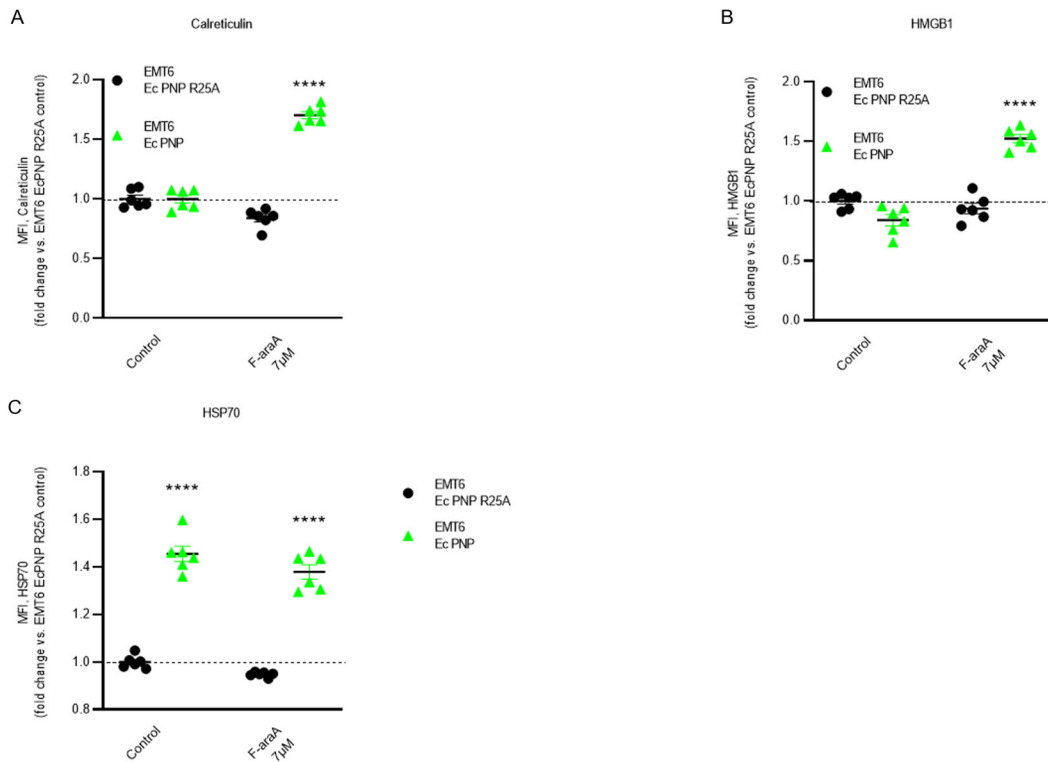 A
Calreticulin
EMT6
Ec PNP R25A
EMT6
Ec PNP
MFI, Calreticulin
(fold change vs. EMT6 EcPNP R25A control)
2.0
1.5
1.0
0.5
0.0
****
Control
F-araA
7µM
B
HMGB1
EMT6
Ec PNP R25A
EMT6
Ec PNP
MFI, HMGB1
(fold change vs. EMT6 EcPNP R25A control)
2.0
1.5
1.0
0.5
0.0
****
Control
F-araA
7µM
C
HSP70
MFI, HSP70
(fold change vs. EMT6 EcPNP R25A control)
1.8
1.6
1.4
1.2
1.0
0.8
****
****
Control
F-araA
7µM
EMT6
Ec PNP R25A
EMT6
Ec PNP